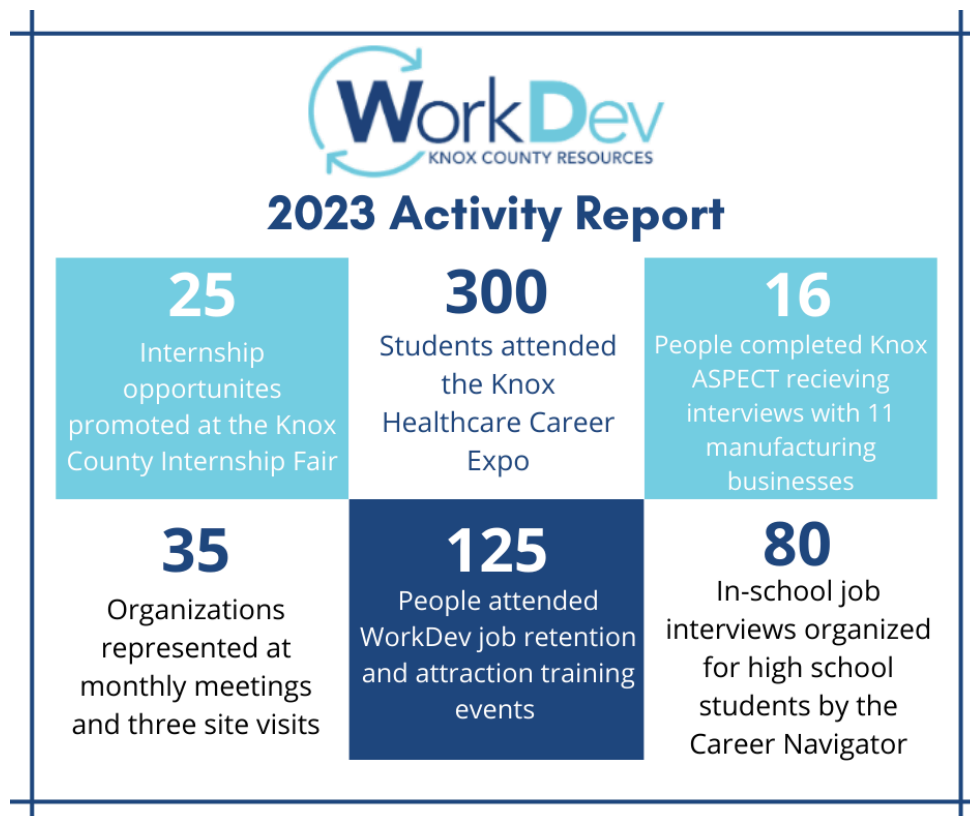 WorkDev
KNOX COUNTY RESOURCES
2023 Activity Report
25
Internship
opportunites
promoted at the Knox
County Internship Fair
300
Students attended
the Knox
Healthcare Career
Expo
16
People completed Knox
ASPECT recieving
interviews with 11
manufacturing
businesses
35
Organizations
represented at
monthly meetings
and three site visits
125
People attended
WorkDev job retention
and attraction training
events
80
In-school job
interviews organized
for high school
students by the
Career Navigator